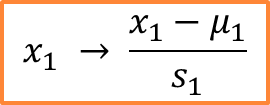 x₁ → (x₁ − μ₁) / s₁